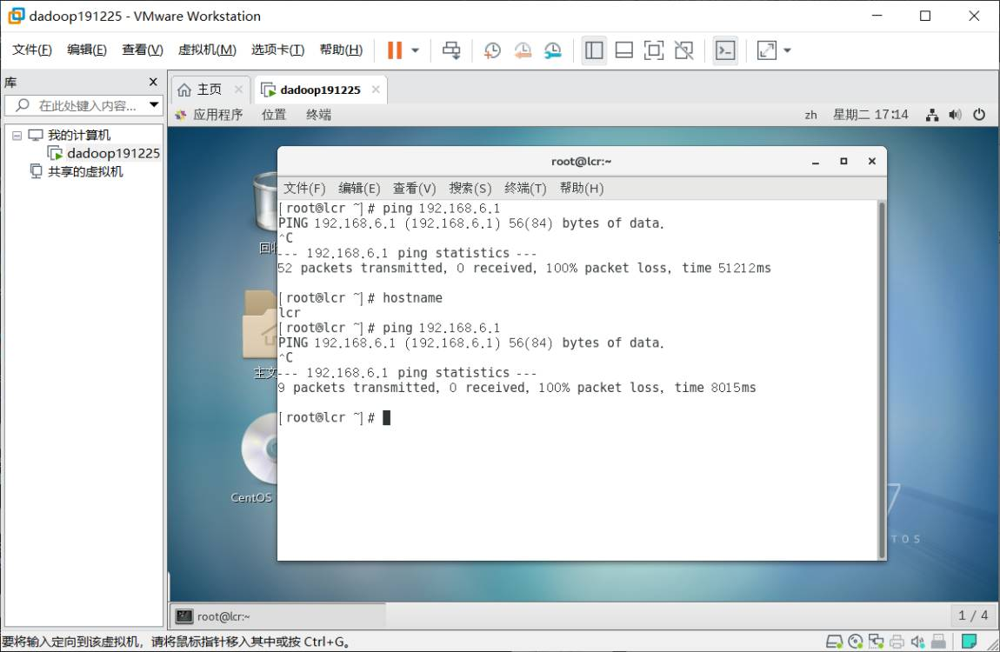 dadoop191225 - VMware Workstation
文件(F) 编辑(E) 查看(V) 虚拟机(M) 选项卡(T) 帮助(H)
库
在此处键入内容...
我的计算机
dadoop191225
共享的虚拟机
主页 dadoop191225
应用程序 位置 终端 zh 星期二 17:14
root@lcr:~
文件(F) 编辑(E) 查看(V) 搜索(S) 终端(T) 帮助(H)
[root@lcr ~]# ping 192.168.6.1
PING 192.168.6.1 (192.168.6.1) 56(84) bytes of data.
^C
--- 192.168.6.1 ping statistics ---
52 packets transmitted, 0 received, 100% packet loss, time 51212ms
[root@lcr ~]# hostname
lcr
[root@lcr ~]# ping 192.168.6.1
PING 192.168.6.1 (192.168.6.1) 56(84) bytes of data.
^C
--- 192.168.6.1 ping statistics ---
9 packets transmitted, 0 received, 100% packet loss, time 8015ms
[root@lcr ~]#
回收
主文
CentOS
7
TOS
root@lcr:~
1 / 4
要将输入定向到该虚拟机，请将鼠标指针移入其中或按 Ctrl+G。